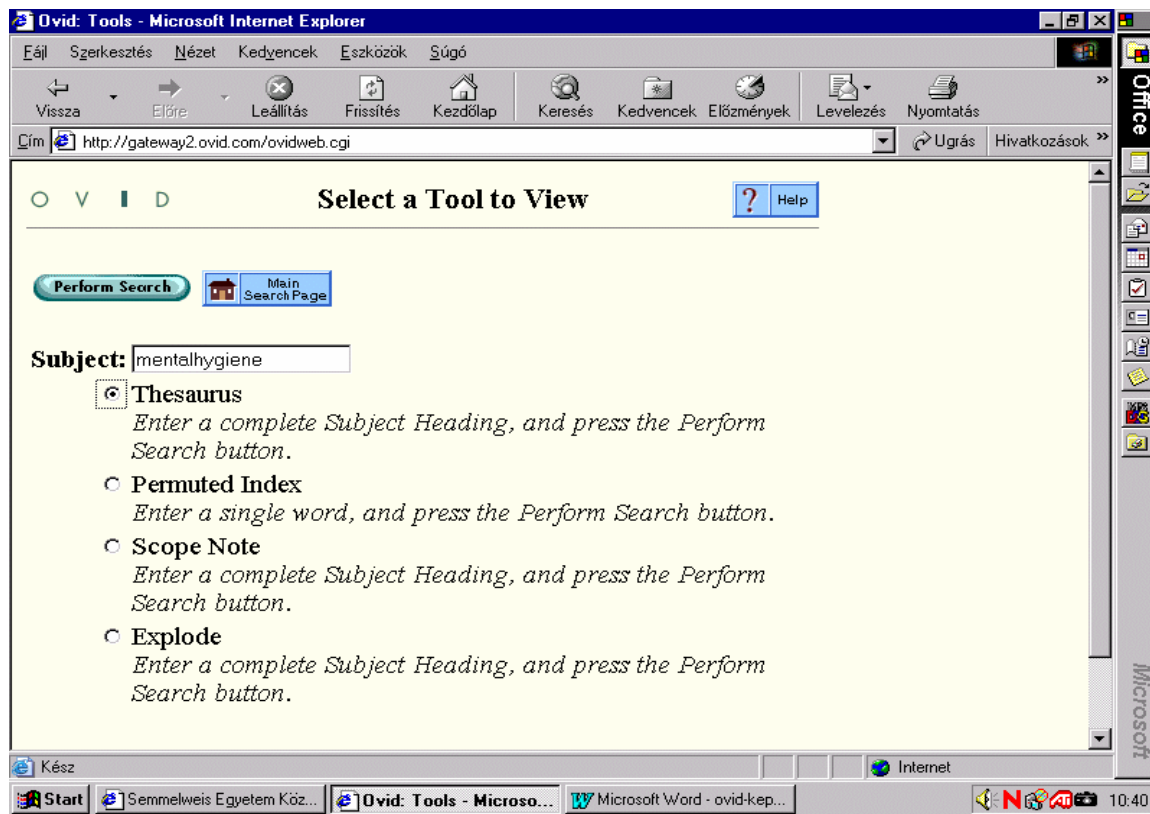 Ovid: Tools - Microsoft Internet Explorer
Fájl Szerkesztés Nézet Kedvencek Eszközök Súgó
Vissza Előre Leállítás Frissítés Kezdőlap Keresés Kedvencek Előzmények Levelezés Nyomtatás »
Cím http://gateway2.ovid.com/ovidweb.cgi Ugrás Hivatkozások »
Office
O V I D Select a Tool to View ? Help
Perform Search Main
Search Page
Subject: mentalhygiene
Thesaurus
Enter a complete Subject Heading, and press the Perform
Search button.
Permuted Index
Enter a single word, and press the Perform Search button.
Scope Note
Enter a complete Subject Heading, and press the Perform
Search button.
Explode
Enter a complete Subject Heading, and press the Perform
Search button.
Microsoft
Kész Internet
Start Semmelweis Egyetem Köz... Ovid: Tools - Microso... Microsoft Word - ovid-kep... N 10:40